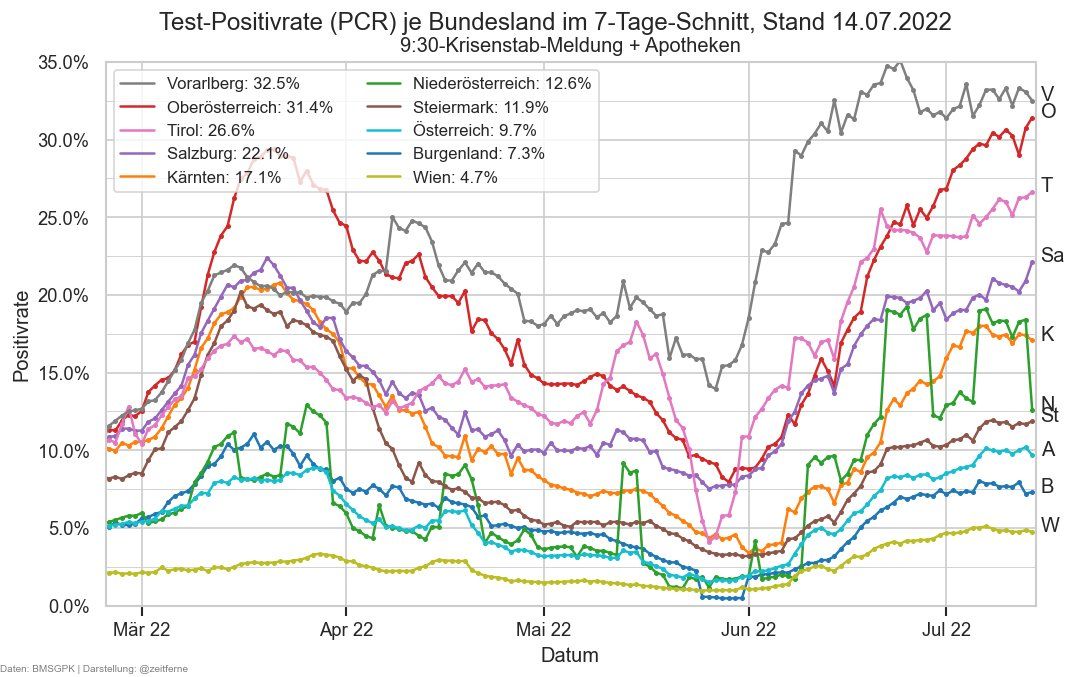 Test-Positivrate (PCR) je Bundesland im 7-Tage-Schnitt, Stand 14.07.2022
9:30-Krisenstab-Meldung + Apotheken
35.0%
30.0%
25.0%
20.0%
15.0%
10.0%
5.0%
0.0%
Positivrate
Vorarlberg: 32.5%
Oberösterreich: 31.4%
Tirol: 26.6%
Salzburg: 22.1%
Kärnten: 17.1%
Niederösterreich: 12.6%
Steiermark: 11.9%
Österreich: 9.7%
Burgenland: 7.3%
Wien: 4.7%
V
O
T
Sa
K
N
St
A
B
W
Mär 22
Apr 22
Mai 22
Jun 22
Jul 22
Datum
Daten: BMSGPK | Darstellung: @zeitferne